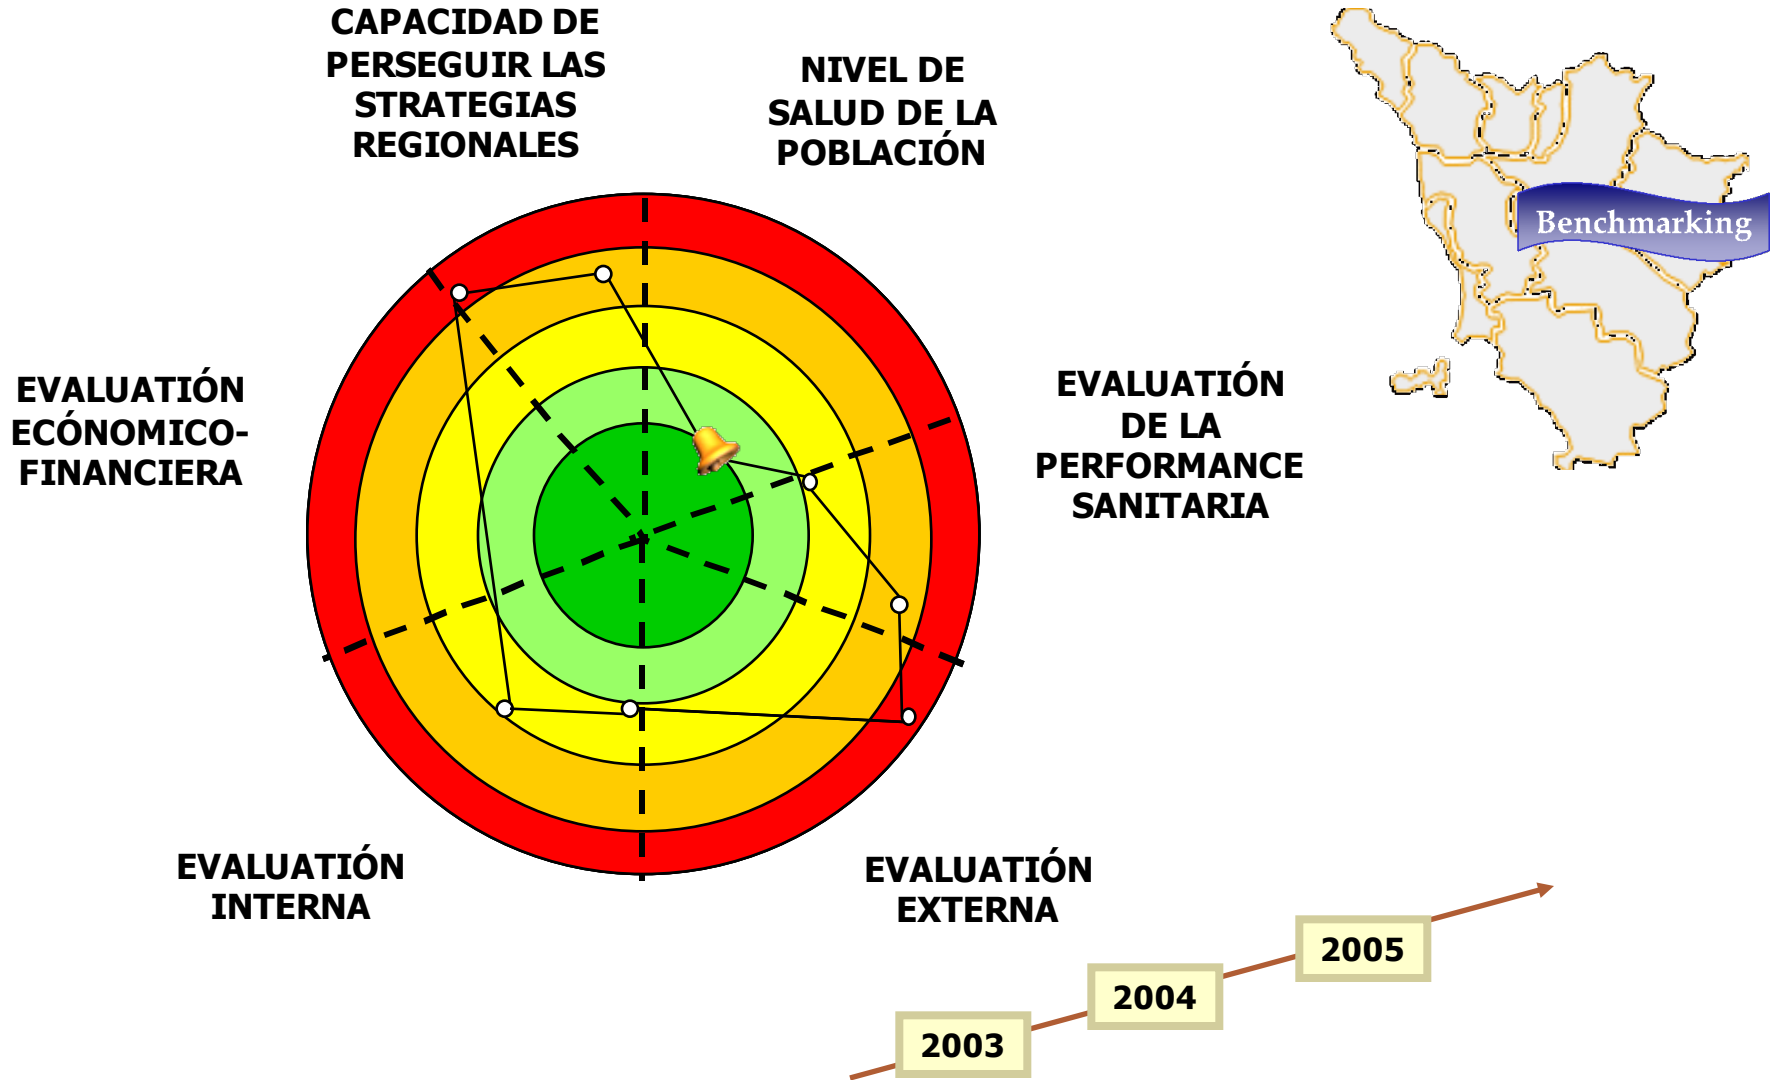 CAPACIDAD DE
PERSEGUIR LAS
STRATEGIAS
REGIONALES
NIVEL DE
SALUD DE LA
POBLACIÓN
Benchmarking
EVALUATIÓN
ECÓNOMICO-
FINANCIERA
EVALUATIÓN
DE LA
PERFORMANCE
SANITARIA
EVALUATIÓN
INTERNA
EVALUATIÓN
EXTERNA
2003
2004
2005